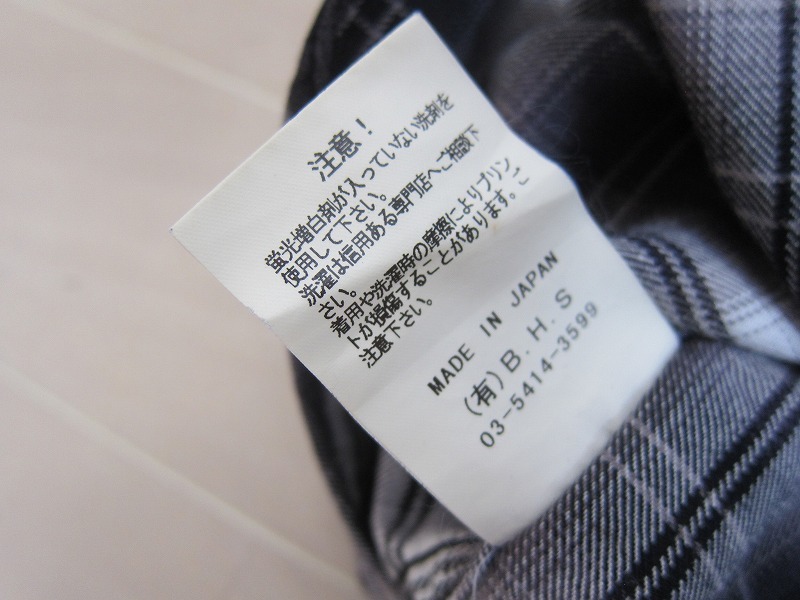 注意！
蛍光増白剤が入っていない洗剤を
使用して下さい。
洗濯は信用ある専門店へご相談下
さい。
着用や洗濯時の摩擦によりプリン
トが損傷することがあります。ご
注意下さい。
MADE IN JAPAN
(有) B.H.S
03-5414-3599